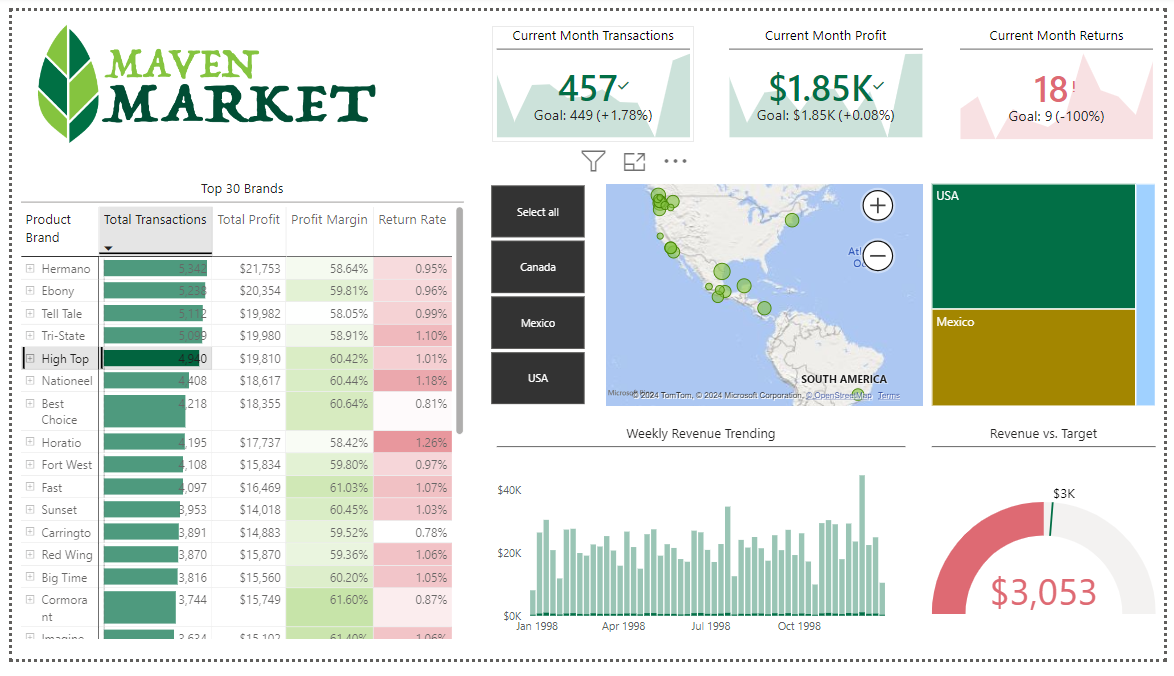 MAVEN
MARKET
Current Month Transactions
457
Goal: 449 (+1.78%)
Current Month Profit
$1.85K
Goal: $1.85K (+0.08%)
Current Month Returns
18!
Goal: 9 (-100%)
Top 30 Brands
Product Brand Total Transactions Total Profit Profit Margin Return Rate
Hermano 5,342 $21,753 58.64% 0.95%
Ebony 5,238 $20,354 59.81% 0.96%
Tell Tale 5,112 $19,982 58.05% 0.99%
Tri-State 5,099 $19,980 58.91% 1.10%
High Top 4,940 $19,810 60.42% 1.01%
Nationeel 4,408 $18,617 60.44% 1.18%
Best Choice 4,218 $18,355 60.64% 0.81%
Horatio 4,195 $17,737 58.42% 1.26%
Fort West 4,108 $15,834 59.80% 0.97%
Fast 4,097 $16,469 61.03% 1.07%
Sunset 3,953 $14,018 60.45% 1.03%
Carringto 3,891 $14,883 59.52% 0.78%
Red Wing 3,870 $15,870 59.36% 1.06%
Big Time 3,816 $15,560 60.20% 1.05%
Cormora nt 3,744 $15,749 61.60% 0.87%
Imagine 3,634 $15,102 61.40% 1.06%
Select all
Canada
Mexico
USA
Atl
Oc
SOUTH AMERICA
Microsoft Bing
© 2024 TomTom, © 2024 Microsoft Corporation, © OpenStreetMap Terms
USA
Mexico
Weekly Revenue Trending
$40K
$20K
$0K
Jan 1998 Apr 1998 Jul 1998 Oct 1998
Revenue vs. Target
$3K
$3,053